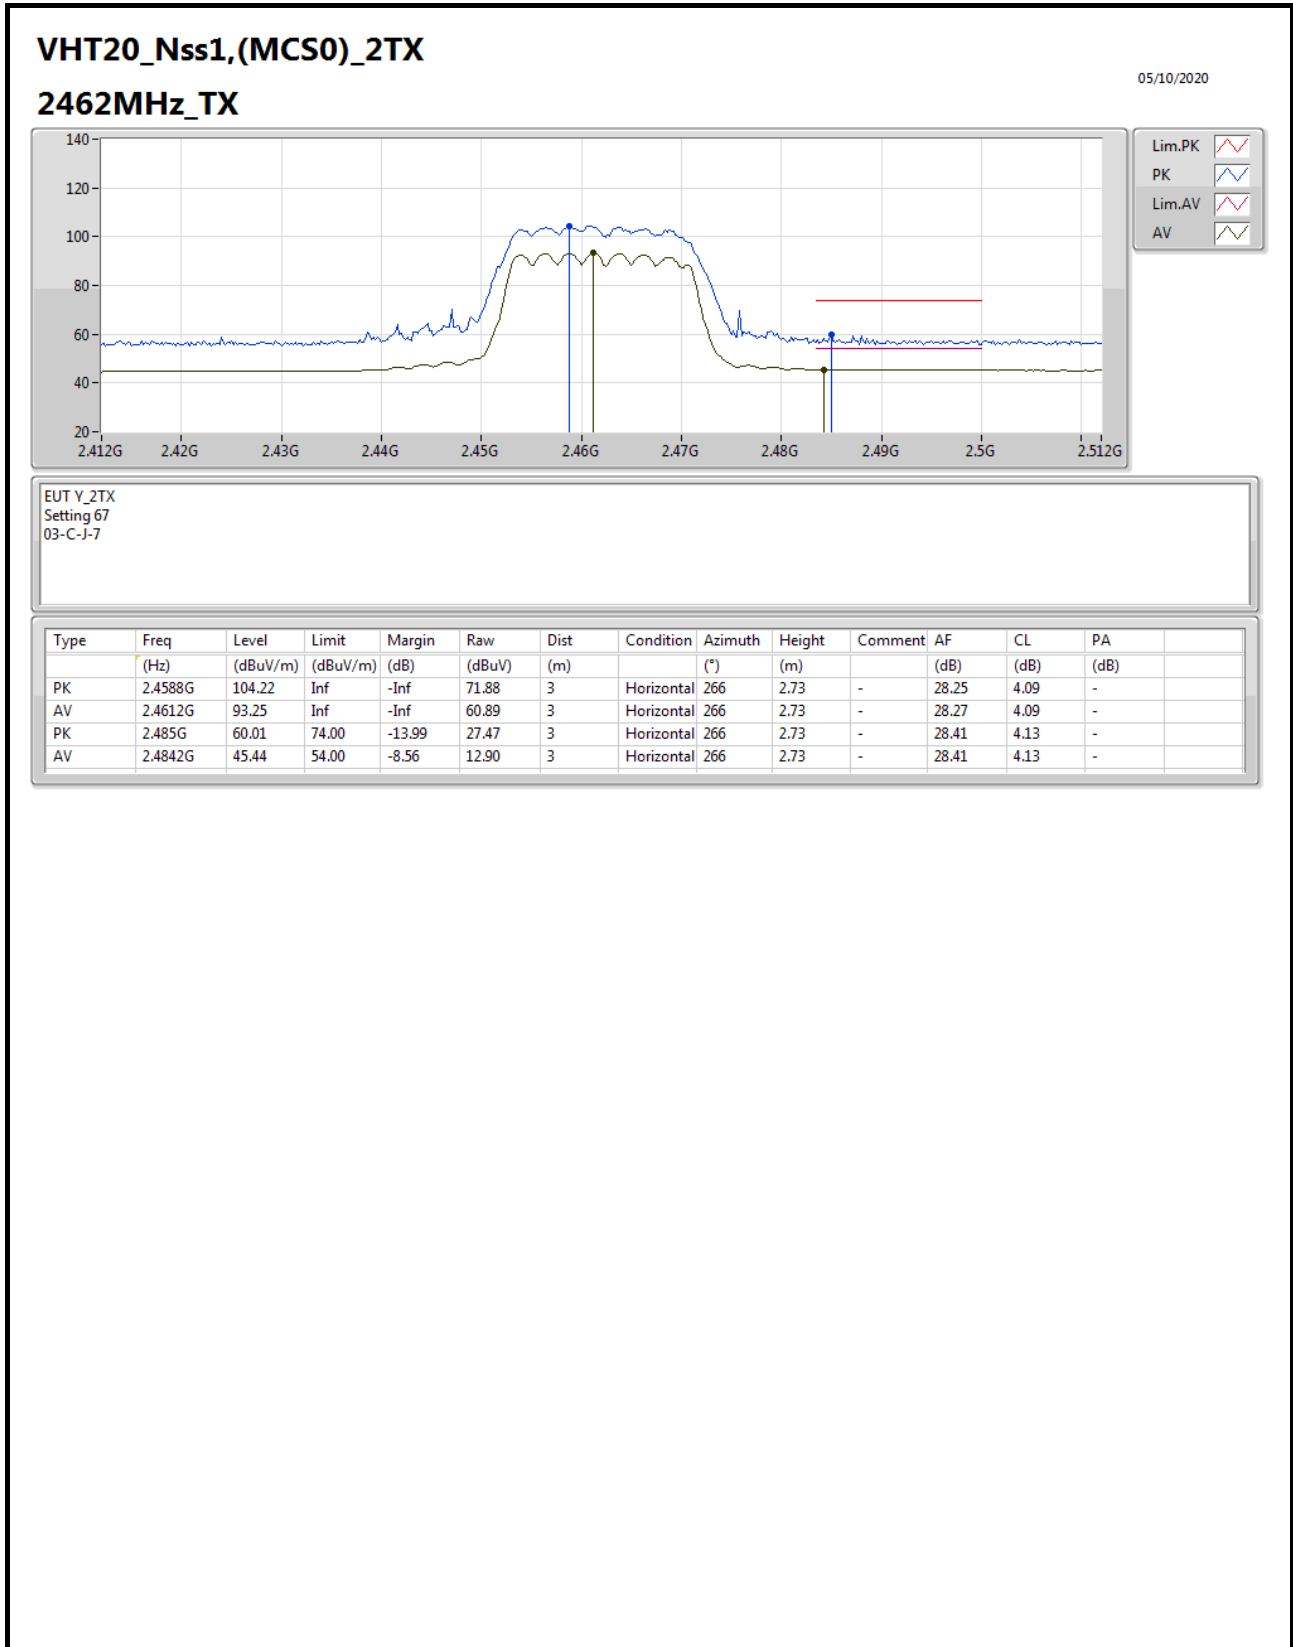 VHT20_Nss1,(MCS0)_2TX
05/10/2020
2462MHz_TX
140
120
100
80
60
40
20
2.412G 2.42G 2.43G 2.44G 2.45G 2.46G 2.47G 2.48G 2.49G 2.5G 2.512G
Lim.PK
PK
Lim.AV
AV
EUT Y_2TX
Setting 67
03-C-J-7
Type Freq Level Limit Margin Raw Dist Condition Azimuth Height Comment AF CL PA
(Hz) (dBuV/m) (dBuV/m) (dB) (dBuV) (m) (°) (m) (dB) (dB) (dB)
PK 2.4588G 104.22 Inf -Inf 71.88 3 Horizontal 266 2.73 - 28.25 4.09 -
AV 2.4612G 93.25 Inf -Inf 60.89 3 Horizontal 266 2.73 - 28.27 4.09 -
PK 2.485G 60.01 74.00 -13.99 27.47 3 Horizontal 266 2.73 - 28.41 4.13 -
AV 2.4842G 45.44 54.00 -8.56 12.90 3 Horizontal 266 2.73 - 28.41 4.13 -